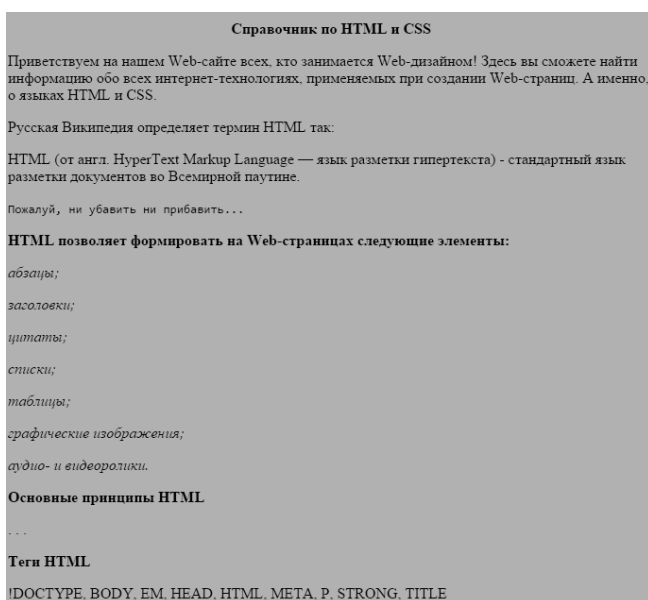 Справочник по HTML и CSS
Приветствуем на нашем Web-сайте всех, кто занимается Web-дизайном! Здесь вы сможете найти
информацию обо всех интернет-технологиях, применяемых при создании Web-страниц. А именно,
о языках HTML и CSS.
Русская Википедия определяет термин HTML так:
HTML (от англ. HyperText Markup Language — язык разметки гипертекста) - стандартный язык
разметки документов во Всемирной паутине.
Пожалуй, ни убавить ни прибавить...
HTML позволяет формировать на Web-страницах следующие элементы:
абзацы;
заголовки;
цитаты;
списки;
таблицы;
графические изображения;
аудио- и видеоролики.
Основные принципы HTML
. . .
Теги HTML
!DOCTYPE, BODY, EM, HEAD, HTML, META, P, STRONG, TITLE